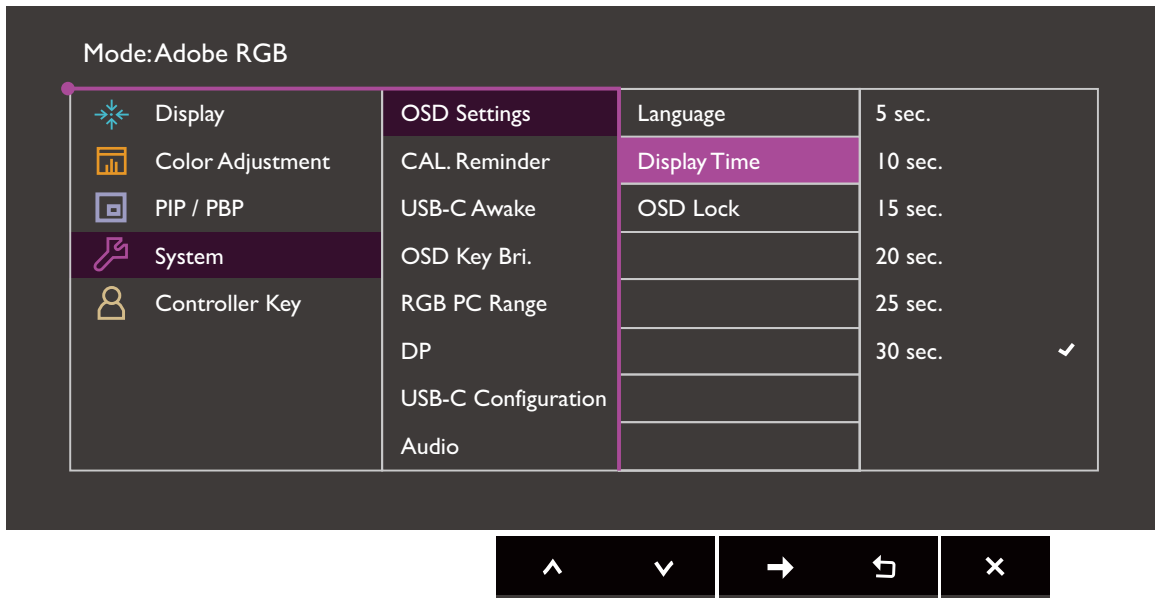 Mode: Adobe RGB
Display
Color Adjustment
PIP / PBP
System
Controller Key
OSD Settings
CAL. Reminder
USB-C Awake
OSD Key Bri.
RGB PC Range
DP
USB-C Configuration
Audio
Language
Display Time
OSD Lock
5 sec.
10 sec.
15 sec.
20 sec.
25 sec.
30 sec.